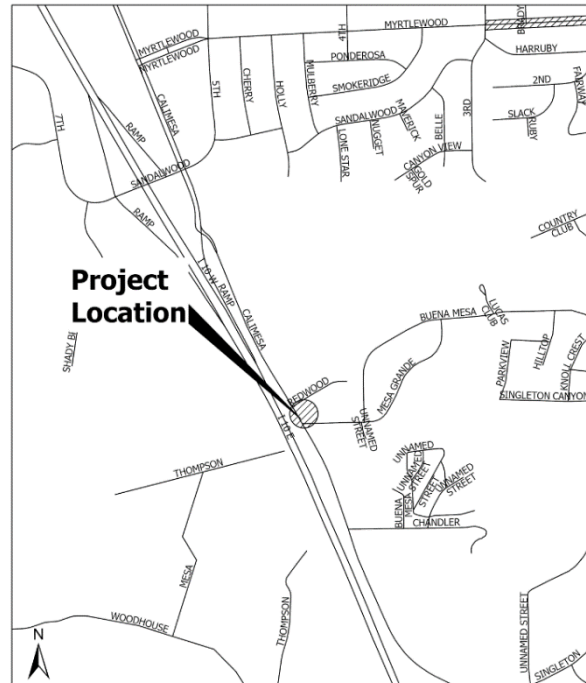 BRADY
4TH
MYRTLEWOOD
MYRTLEWOOD
MYRTLEWOOD
HARRUBY
PONDEROSA
SMOKERIDGE
5TH
CHERRY
HOLLY
MULBERRY
2ND
FAIRWAY
CALIMESA
7TH
RAMP
SANDALWOOD
MAVERICK
BELLE
3RD
SLACK
RUBY
NUGGET
LONE STAR
CANYON VIEW
GOLD
SPUR
SANDALWOOD
RAMP
COUNTRY
CLUB
Project
Location
I 10 W
RAMP
CALIMESA
LUCAS
CLUB
BUENA MESA
SHADY BE
PARKVIEW
HILLTOP
KNOLL CREST
MESA GRANDE
REDWOOD
SINGLETON CANYON
I 10 E
UNNAMED
STREET
UNNAMED
UNNAMED
STREET
STREET
UNNAMED
STREET
THOMPSON
BUENA
MESA
CHANDLER
MESA
WOODHOUSE
THOMPSON
UNNAMED STREET
SINGLETON
N